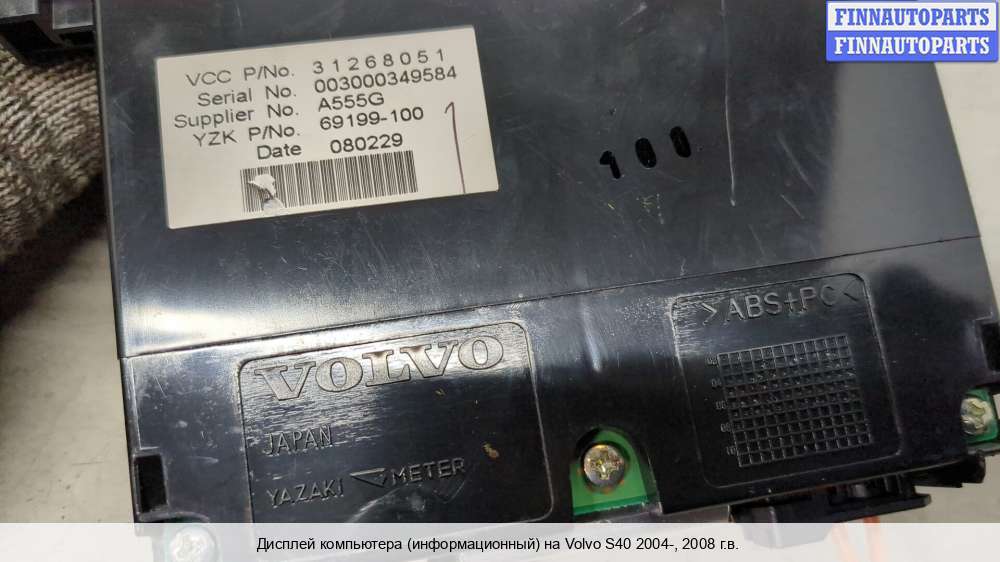 FINNAUTOPARTS
FINNAUTOPARTS
VCC P/No. 31268051
Serial No. 003000349584
Supplier No. A555G
YZK P/No. 69199-100
Date 080229
1
100
>ABS+PC<
VOLVO
JAPAN
YAZAKI METER
Дисплей компьютера (информационный) на Volvo S40 2004-, 2008 г.в.